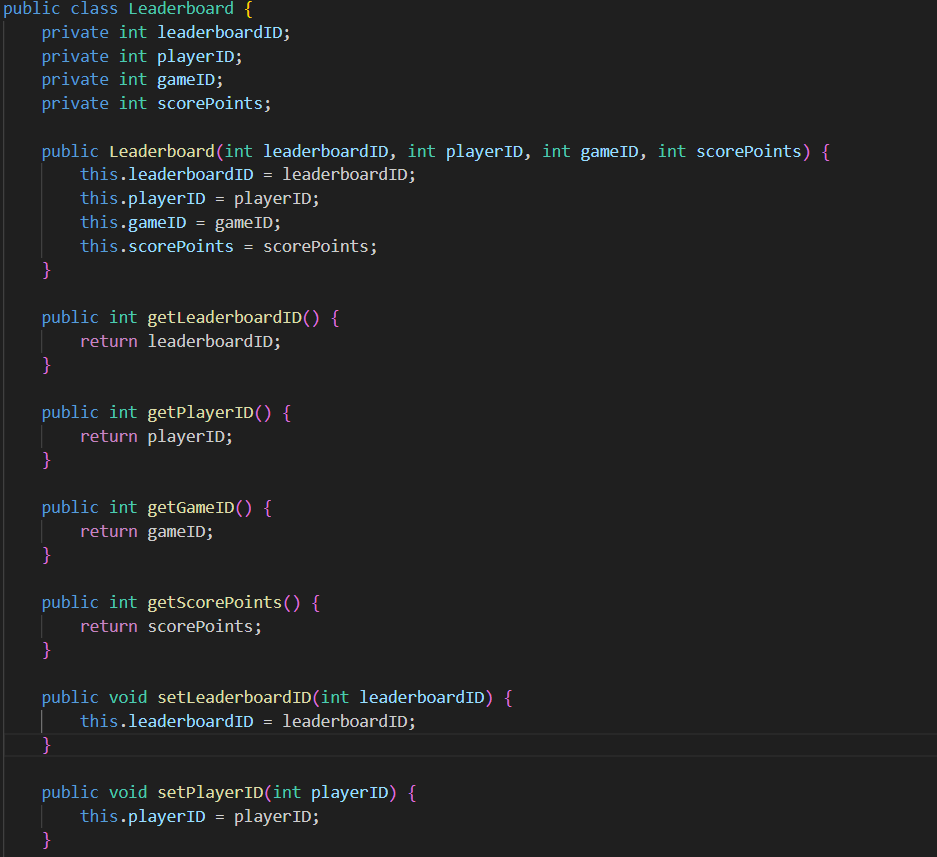 public class Leaderboard {
    private int leaderboardID;
    private int playerID;
    private int gameID;
    private int scorePoints;

    public Leaderboard(int leaderboardID, int playerID, int gameID, int scorePoints) {
        this.leaderboardID = leaderboardID;
        this.playerID = playerID;
        this.gameID = gameID;
        this.scorePoints = scorePoints;
    }

    public int getLeaderboardID() {
        return leaderboardID;
    }

    public int getPlayerID() {
        return playerID;
    }

    public int getGameID() {
        return gameID;
    }

    public int getScorePoints() {
        return scorePoints;
    }

    public void setLeaderboardID(int leaderboardID) {
        this.leaderboardID = leaderboardID;
    }

    public void setPlayerID(int playerID) {
        this.playerID = playerID;
    }